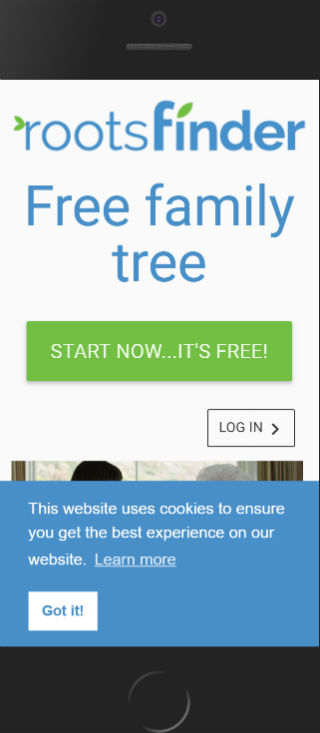 rootsfinder
Free family
tree
START NOW...IT'S FREE!
LOG IN
This website uses cookies to ensure
you get the best experience on our
website. Learn more
Got it!